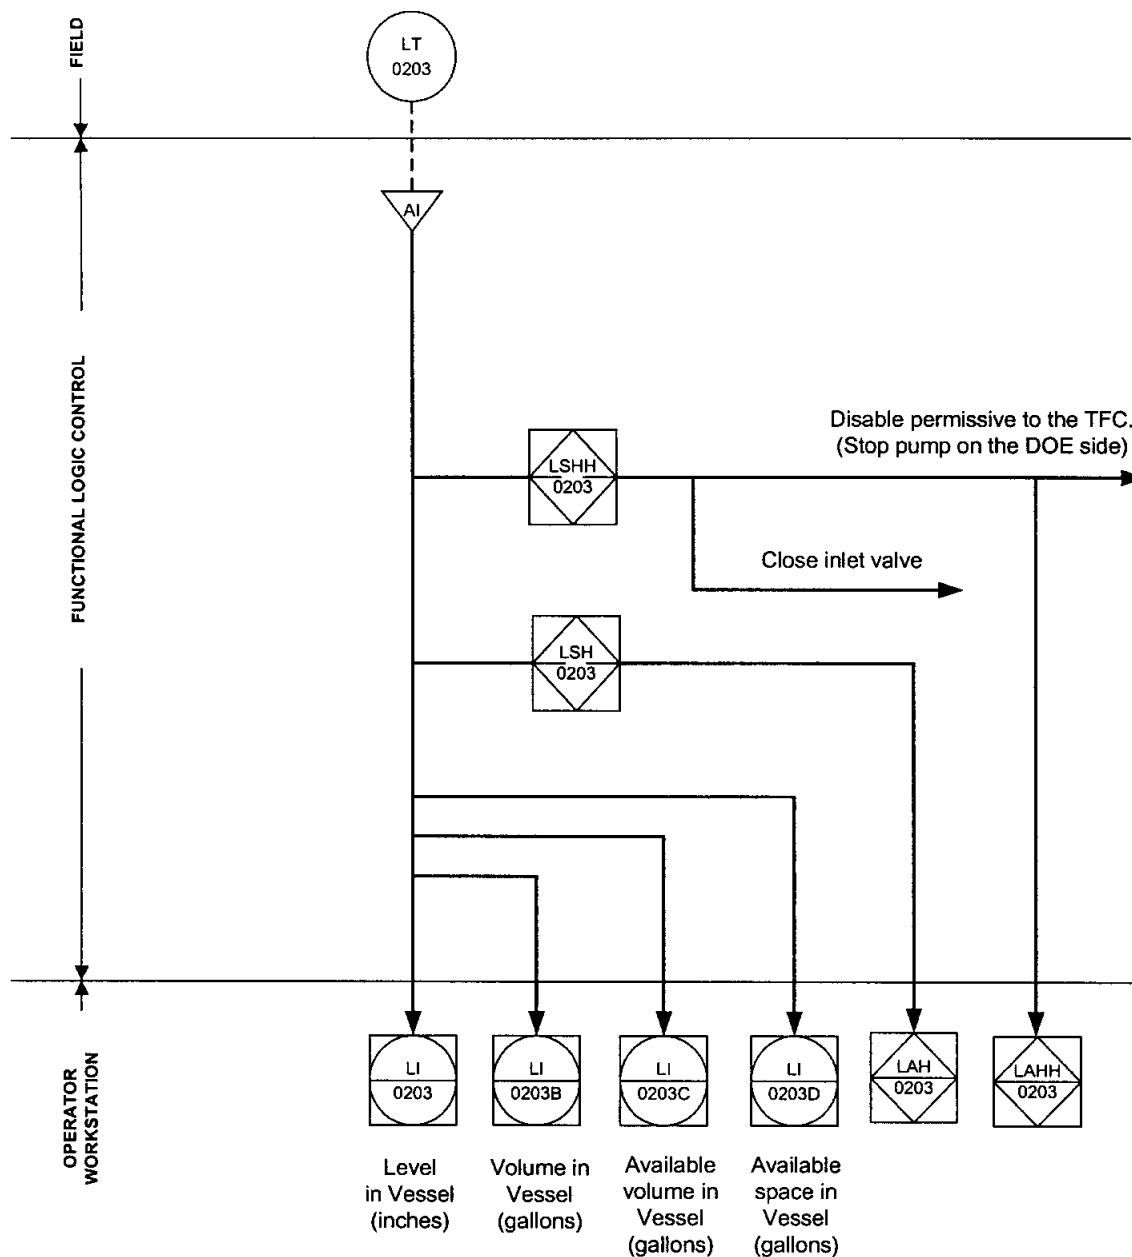 FIELD
LT
0203
AI
FUNCTIONAL LOGIC CONTROL
Disable permissive to the TFC.
(Stop pump on the DOE side)
LSHH
0203
Close inlet valve
LSH
0203
OPERATOR
WORKSTATION
LI
0203
LI
0203B
LI
0203C
LI
0203D
LAH
0203
LAHH
0203
Level
in Vessel
(inches)
Volume in
Vessel
(gallons)
Available
volume in
Vessel
(gallons)
Available
space in
Vessel
(gallons)